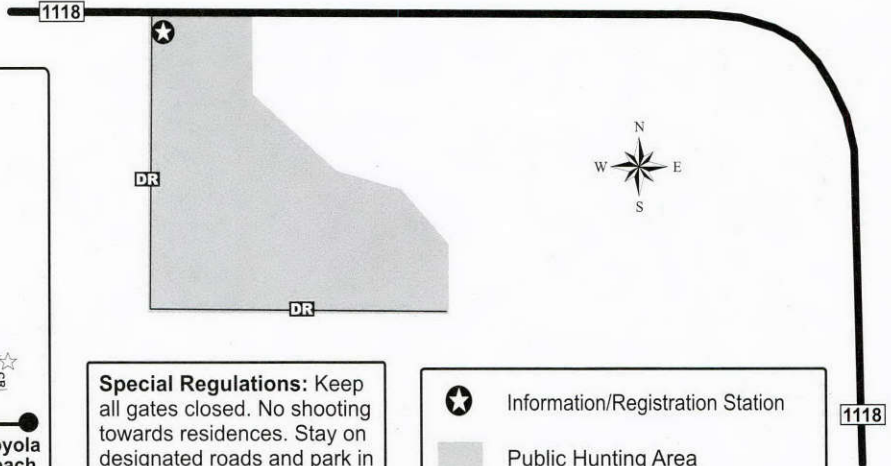 1118
N
W E
S
DR
DR
Special Regulations: Keep
all gates closed. No shooting
towards residences. Stay on
designated roads and park in
Information/Registration Station
Public Hunting Area
1118